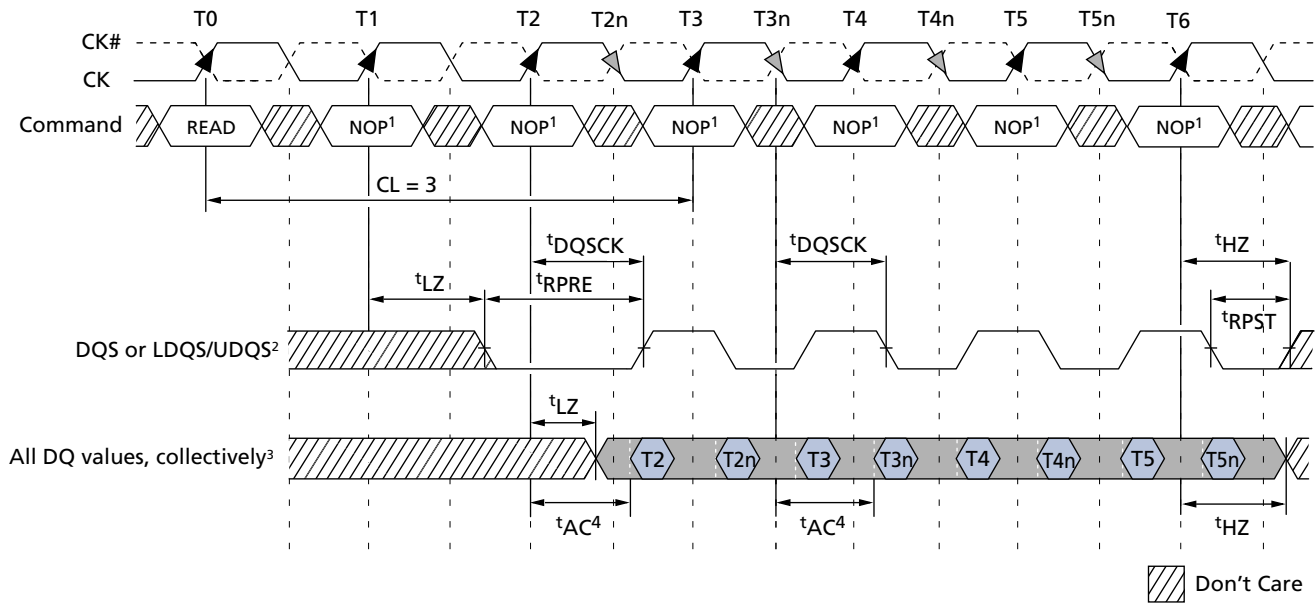 T0 T1 T2 T2n T3 T3n T4 T4n T5 T5n T6
CK#
CK
Command READ NOP¹ NOP¹ NOP¹ NOP¹ NOP¹ NOP¹
CL = 3
ᵗDQSCK ᵗDQSCK ᵗHZ
ᵗLZ ᵗRPRE ᵗRPST
DQS or LDQS/UDQS²
ᵗLZ
All DQ values, collectively³ T2 T2n T3 T3n T4 T4n T5 T5n
ᵗAC⁴ ᵗAC⁴ ᵗHZ
Don't Care